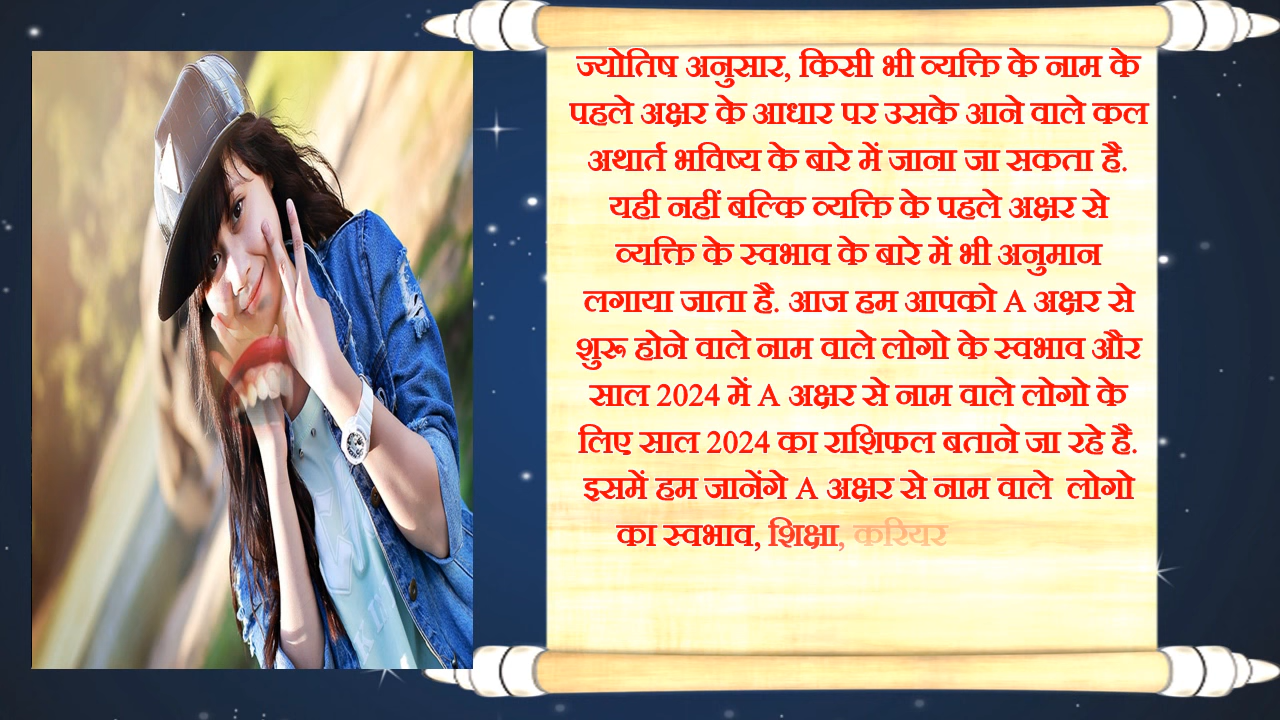 ज्योतिष अनुसार, किसी भी व्यक्ति के नाम के
पहले अक्षर के आधार पर उसके आने वाले कल
अथार्त भविष्य के बारे में जाना जा सकता है.
यही नहीं बल्कि व्यक्ति के पहले अक्षर से
व्यक्ति के स्वभाव के बारे में भी अनुमान
लगाया जाता है. आज हम आपको A अक्षर से
शुरू होने वाले नाम वाले लोगो के स्वभाव और
साल 2024 में A अक्षर से नाम वाले लोगो के
लिए साल 2024 का राशिफल बताने जा रहे है.
इसमें हम जानेंगे A अक्षर से नाम वाले लोगो
का स्वभाव, शिक्षा, करियर